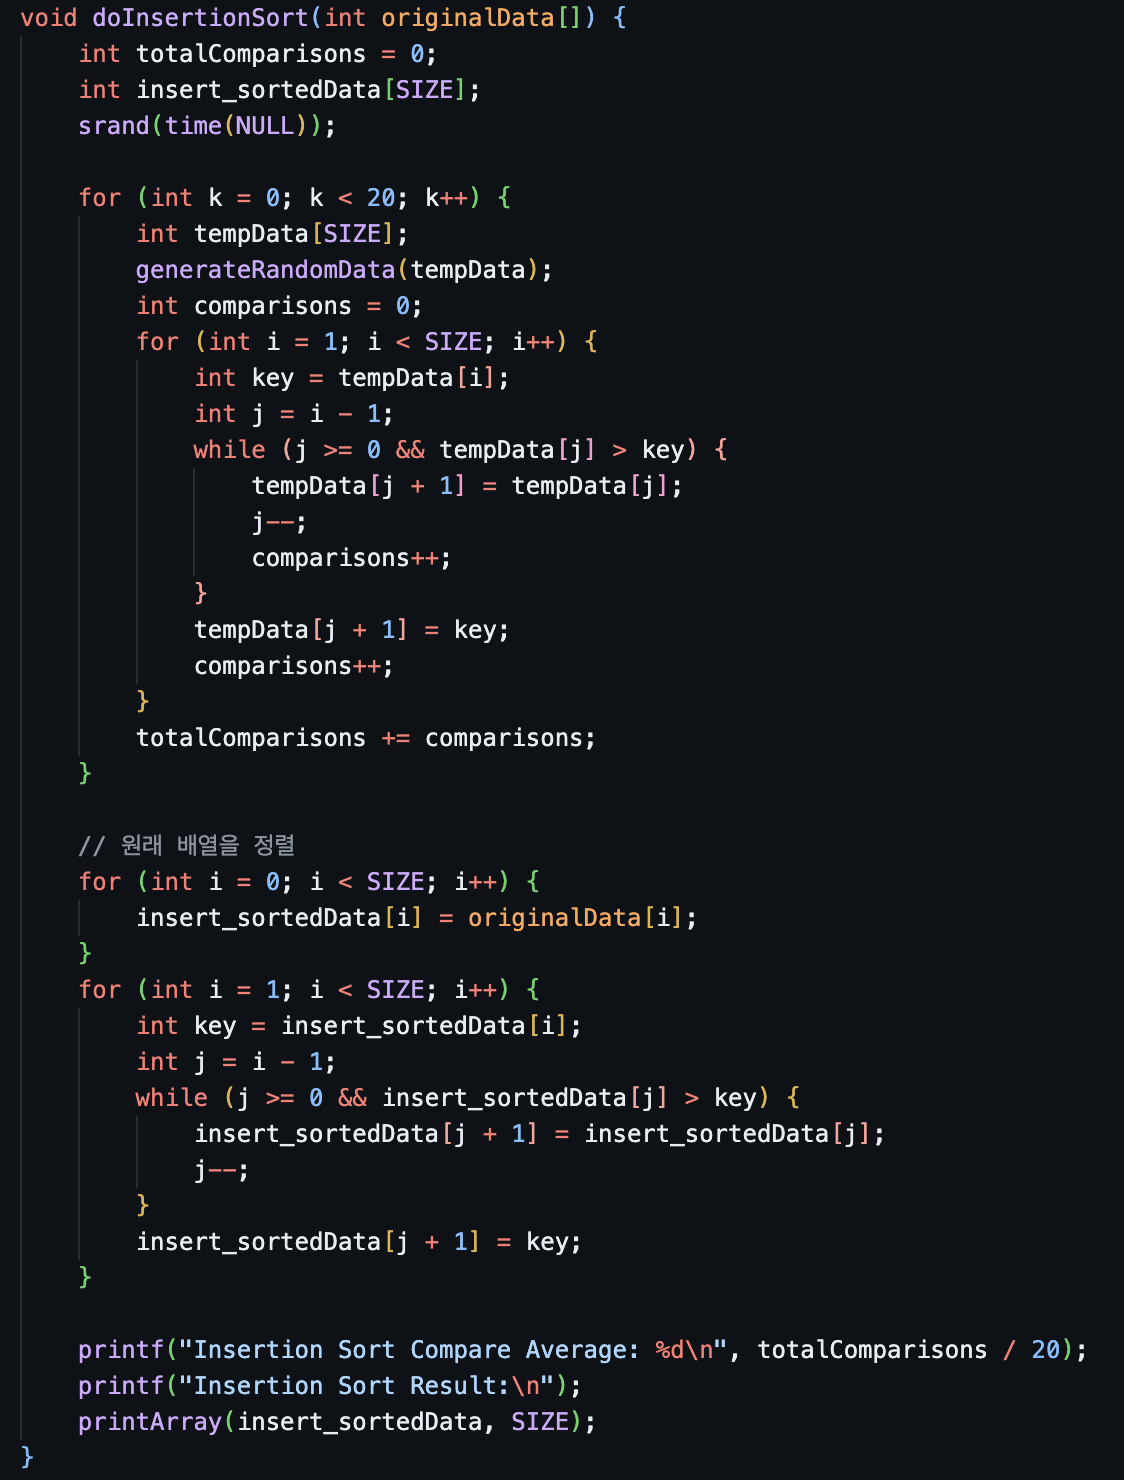 void doInsertionSort(int originalData[]) {
    int totalComparisons = 0;
    int insert_sortedData[SIZE];
    srand(time(NULL));

    for (int k = 0; k < 20; k++) {
        int tempData[SIZE];
        generateRandomData(tempData);
        int comparisons = 0;
        for (int i = 1; i < SIZE; i++) {
            int key = tempData[i];
            int j = i - 1;
            while (j >= 0 && tempData[j] > key) {
                tempData[j + 1] = tempData[j];
                j--;
                comparisons++;
            }
            tempData[j + 1] = key;
            comparisons++;
        }
        totalComparisons += comparisons;
    }

    // 원래 배열을 정렬
    for (int i = 0; i < SIZE; i++) {
        insert_sortedData[i] = originalData[i];
    }
    for (int i = 1; i < SIZE; i++) {
        int key = insert_sortedData[i];
        int j = i - 1;
        while (j >= 0 && insert_sortedData[j] > key) {
            insert_sortedData[j + 1] = insert_sortedData[j];
            j--;
        }
        insert_sortedData[j + 1] = key;
    }

    printf("Insertion Sort Compare Average: %d\n", totalComparisons / 20);
    printf("Insertion Sort Result:\n");
    printArray(insert_sortedData, SIZE);
}